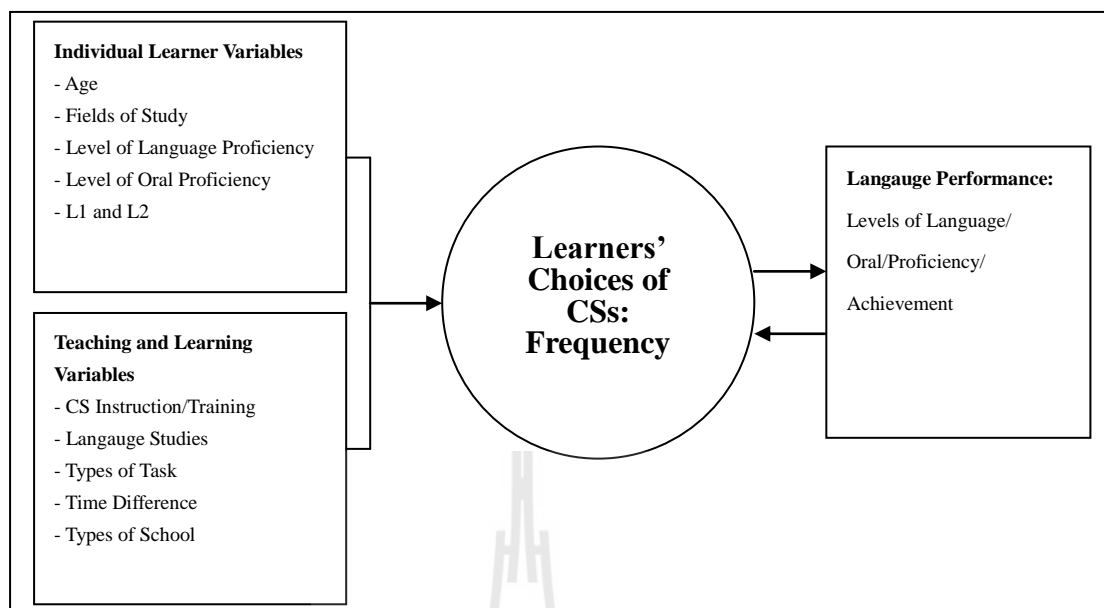 Individual Learner Variables
- Age
- Fields of Study
- Level of Language Proficiency
- Level of Oral Proficiency
- L1 and L2
Teaching and Learning
Variables
- CS Instruction/Training
- Langauge Studies
- Types of Task
- Time Difference
- Types of School
Learners’
Choices of
CSs:
Frequency
Langauge Performance:
Levels of Language/
Oral/Proficiency/
Achievement